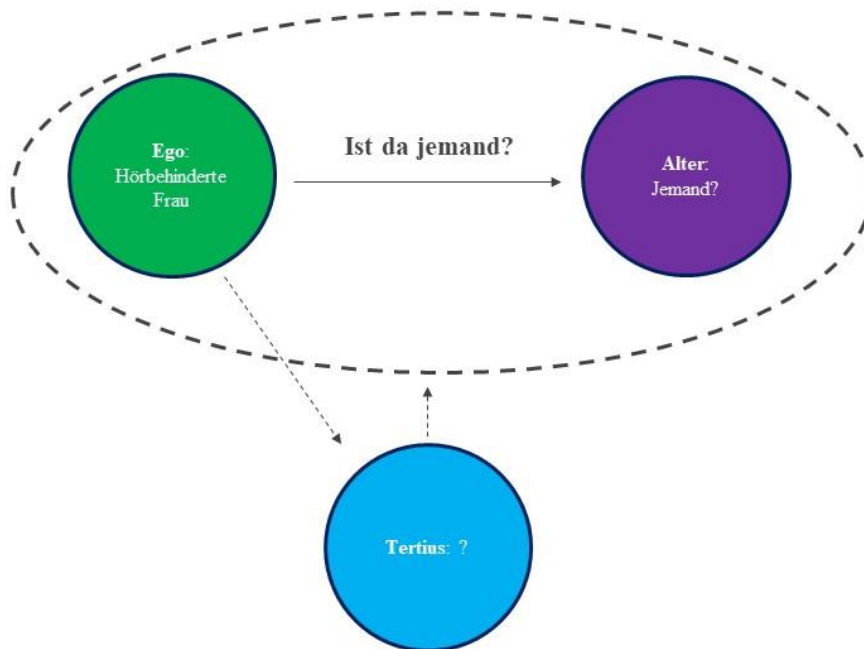 Ego:
Hörbehinderte
Frau
Ist da jemand?
Alter:
Jemand?
Tertius: ?